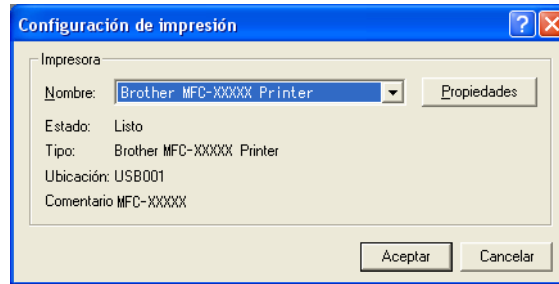 Configuración de impresión
Impresora
Nombre: Brother MFC-XXXXX Printer Propiedades
Estado: Listo
Tipo: Brother MFC-XXXXX Printer
Ubicación: USB001
Comentario MFC-XXXXX
Aceptar Cancelar